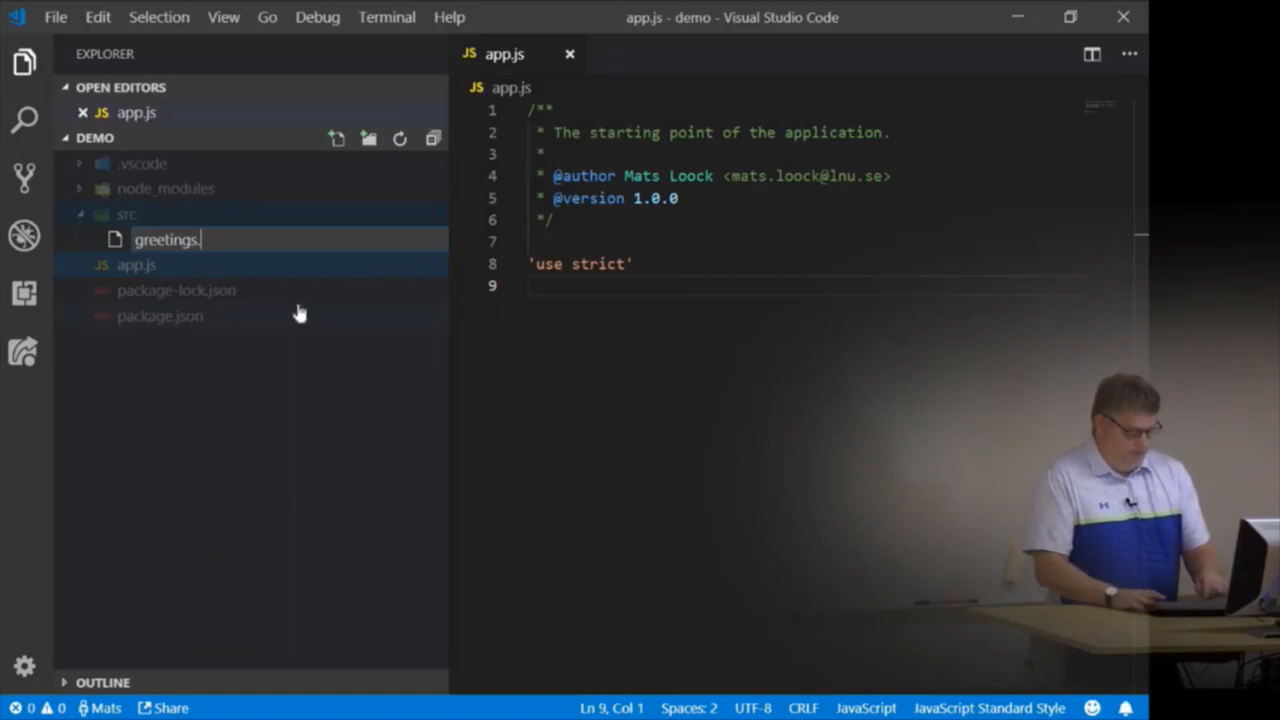 File Edit Selection View Go Debug Terminal Help app.js - demo - Visual Studio Code
EXPLORER
OPEN EDITORS
JS app.js
DEMO
.vscode
node_modules
src
greetings.
JS app.js
package-lock.json
package.json
OUTLINE
JS app.js
JS app.js
1 /**
2 * The starting point of the application.
3 *
4 * @author Mats Loock <mats.loock@lnu.se>
5 * @version 1.0.0
6 */
7
8 'use strict'
9
0 0 Mats Share Ln 9, Col 1 Spaces: 2 UTF-8 CRLF JavaScript JavaScript Standard Style